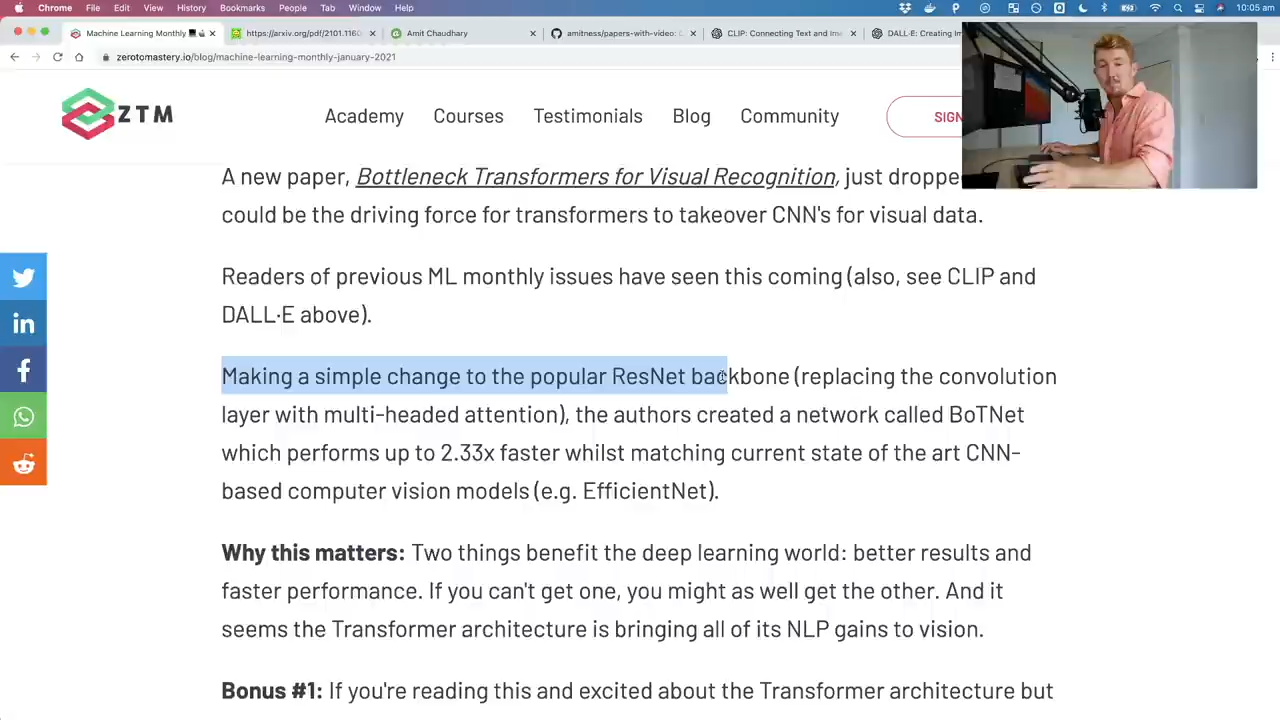 Chrome File Edit View History Bookmarks People Tab Window Help 10:05 am
Machine Learning Monthly https://arxiv.org/pdf/2101.1160 Amit Chaudhary amitness/papers-with-video: C CLIP: Connecting Text and Im DALL·E: Creating Im
zerotomastery.io/blog/machine-learning-monthly-january-2021
ZTM Academy Courses Testimonials Blog Community SIGN
A new paper, Bottleneck Transformers for Visual Recognition, just droppe
could be the driving force for transformers to takeover CNN's for visual data.
Readers of previous ML monthly issues have seen this coming (also, see CLIP and
DALL·E above).
Making a simple change to the popular ResNet backbone (replacing the convolution
layer with multi-headed attention), the authors created a network called BoTNet
which performs up to 2.33x faster whilst matching current state of the art CNN-
based computer vision models (e.g. EfficientNet).
Why this matters: Two things benefit the deep learning world: better results and
faster performance. If you can't get one, you might as well get the other. And it
seems the Transformer architecture is bringing all of its NLP gains to vision.
Bonus #1: If you're reading this and excited about the Transformer architecture but